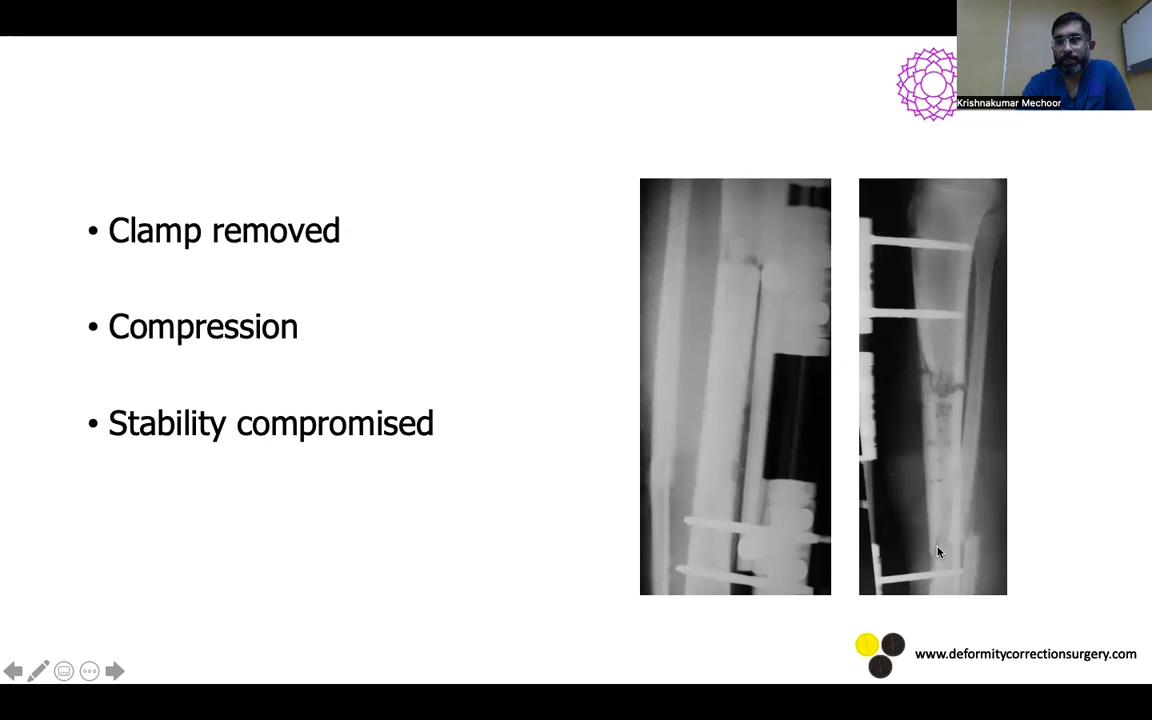 Krishnakumar Mechoor
• Clamp removed
• Compression
• Stability compromised
www.deformitycorrectionsurgery.com